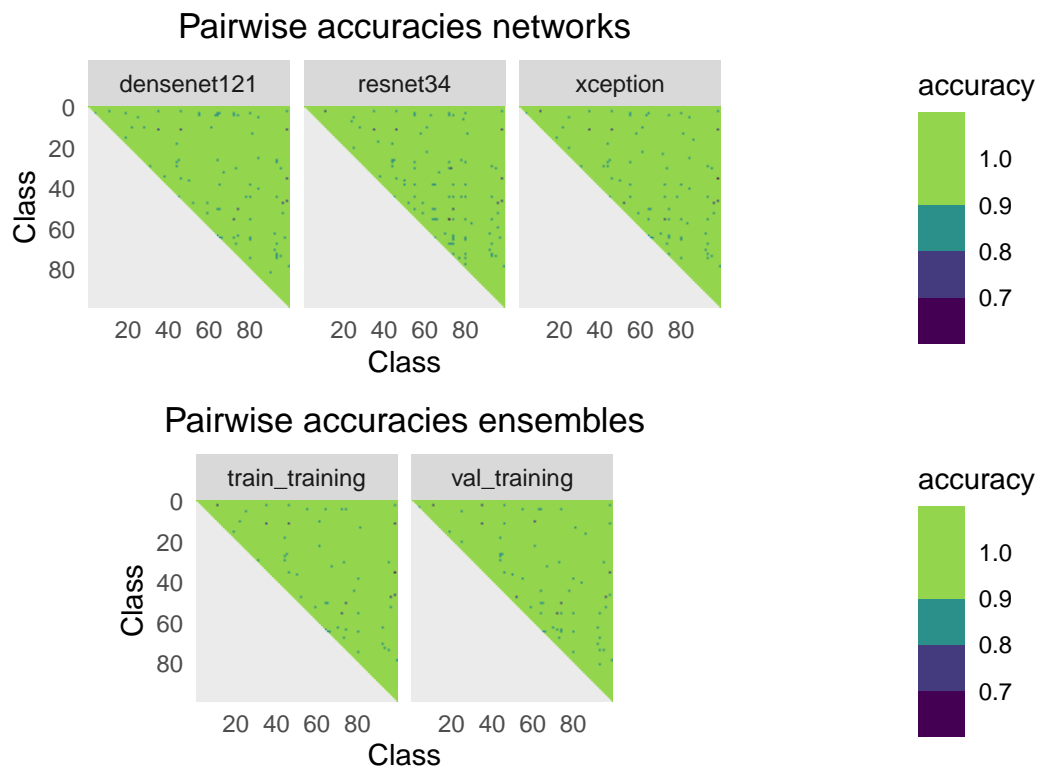 Pairwise accuracies networks
densenet121 resnet34 xception
accuracy
0
20
40
60
80
Class
1.0
0.9
0.8
0.7
20 40 60 80 20 40 60 80 20 40 60 80
Class
Pairwise accuracies ensembles
train_training val_training
accuracy
0
20
40
60
80
Class
1.0
0.9
0.8
0.7
20 40 60 80 20 40 60 80
Class